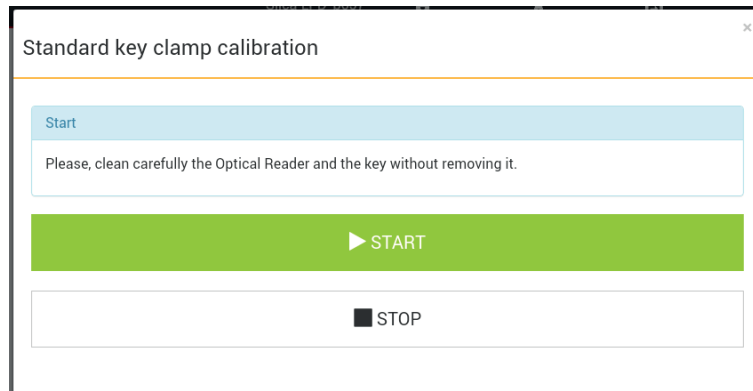 Standard key clamp calibration
×
Start
Please, clean carefully the Optical Reader and the key without removing it.
START
STOP